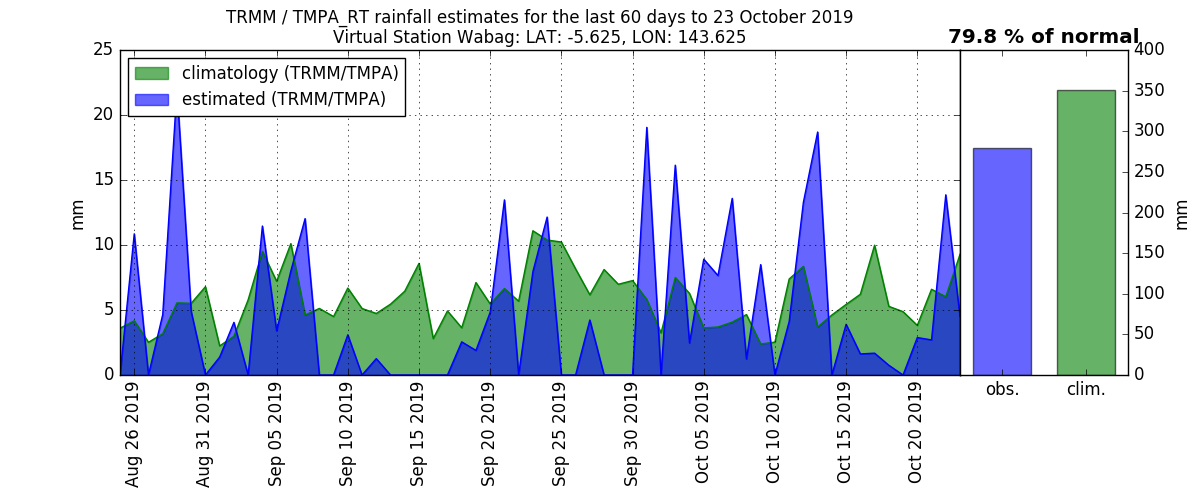 TRMM / TMPA_RT rainfall estimates for the last 60 days to 23 October 2019
Virtual Station Wabag: LAT: -5.625, LON: 143.625
79.8 % of normal
climatology (TRMM/TMPA)
estimated (TRMM/TMPA)
25
20
15
10
5
0
mm
Aug 26 2019
Aug 31 2019
Sep 05 2019
Sep 10 2019
Sep 15 2019
Sep 20 2019
Sep 25 2019
Sep 30 2019
Oct 05 2019
Oct 10 2019
Oct 15 2019
Oct 20 2019
400
350
300
250
200
150
100
50
0
mm
obs.
clim.